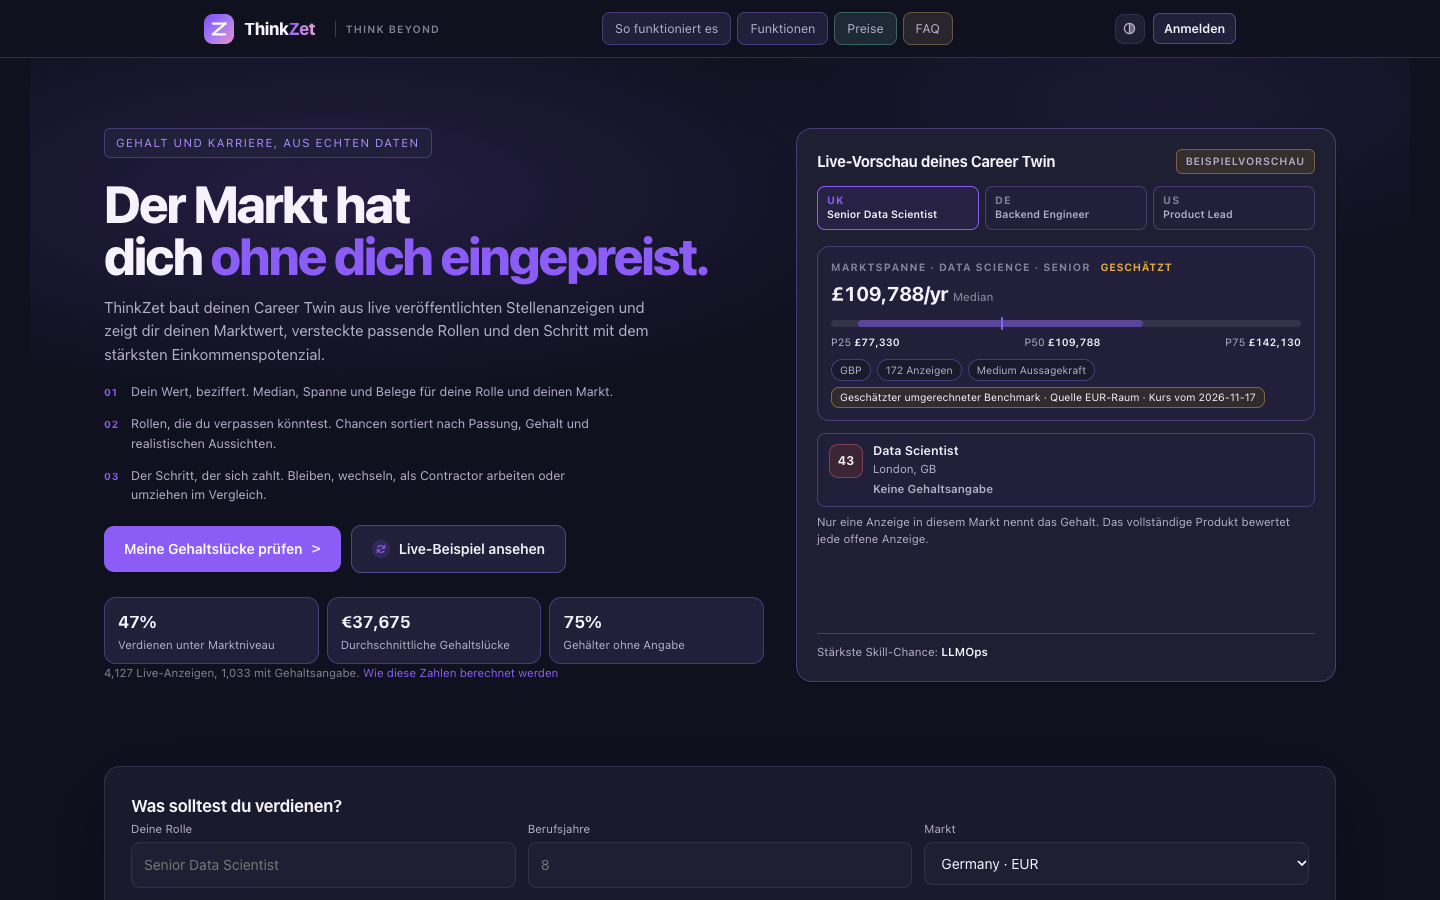 ThinkZet
THINK BEYOND
So funktioniert es
Funktionen
Preise
FAQ
Anmelden
GEHALT UND KARRIERE, AUS ECHTEN DATEN
Der Markt hat
dich ohne dich eingepreist.
ThinkZet baut deinen Career Twin aus live veröffentlichten Stellenanzeigen und
zeigt dir deinen Marktwert, versteckte passende Rollen und den Schritt mit dem
stärksten Einkommenspotenzial.
01 Dein Wert, beziffert. Median, Spanne und Belege für deine Rolle und deinen Markt.
02 Rollen, die du verpassen könntest. Chancen sortiert nach Passung, Gehalt und
realistischen Aussichten.
03 Der Schritt, der sich zahlt. Bleiben, wechseln, als Contractor arbeiten oder
umziehen im Vergleich.
Meine Gehaltslücke prüfen >
Live-Beispiel ansehen
47%
Verdienen unter Marktniveau
€37,675
Durchschnittliche Gehaltslücke
75%
Gehälter ohne Angabe
4,127 Live-Anzeigen, 1,033 mit Gehaltsangabe. Wie diese Zahlen berechnet werden
Live-Vorschau deines Career Twin
BEISPIELVORSCHAU
UK
Senior Data Scientist
DE
Backend Engineer
US
Product Lead
MARKTSPANNE · DATA SCIENCE · SENIOR GESCHÄTZT
£109,788/yr Median
P25 £77,330
P50 £109,788
P75 £142,130
GBP
172 Anzeigen
Medium Aussagekraft
Geschätzter umgerechneter Benchmark · Quelle EUR-Raum · Kurs vom 2026-11-17
43
Data Scientist
London, GB
Keine Gehaltsangabe
Nur eine Anzeige in diesem Markt nennt das Gehalt. Das vollständige Produkt bewertet
jede offene Anzeige.
Stärkste Skill-Chance: LLMOps
Was solltest du verdienen?
Deine Rolle
Senior Data Scientist
Berufsjahre
8
Markt
Germany · EUR